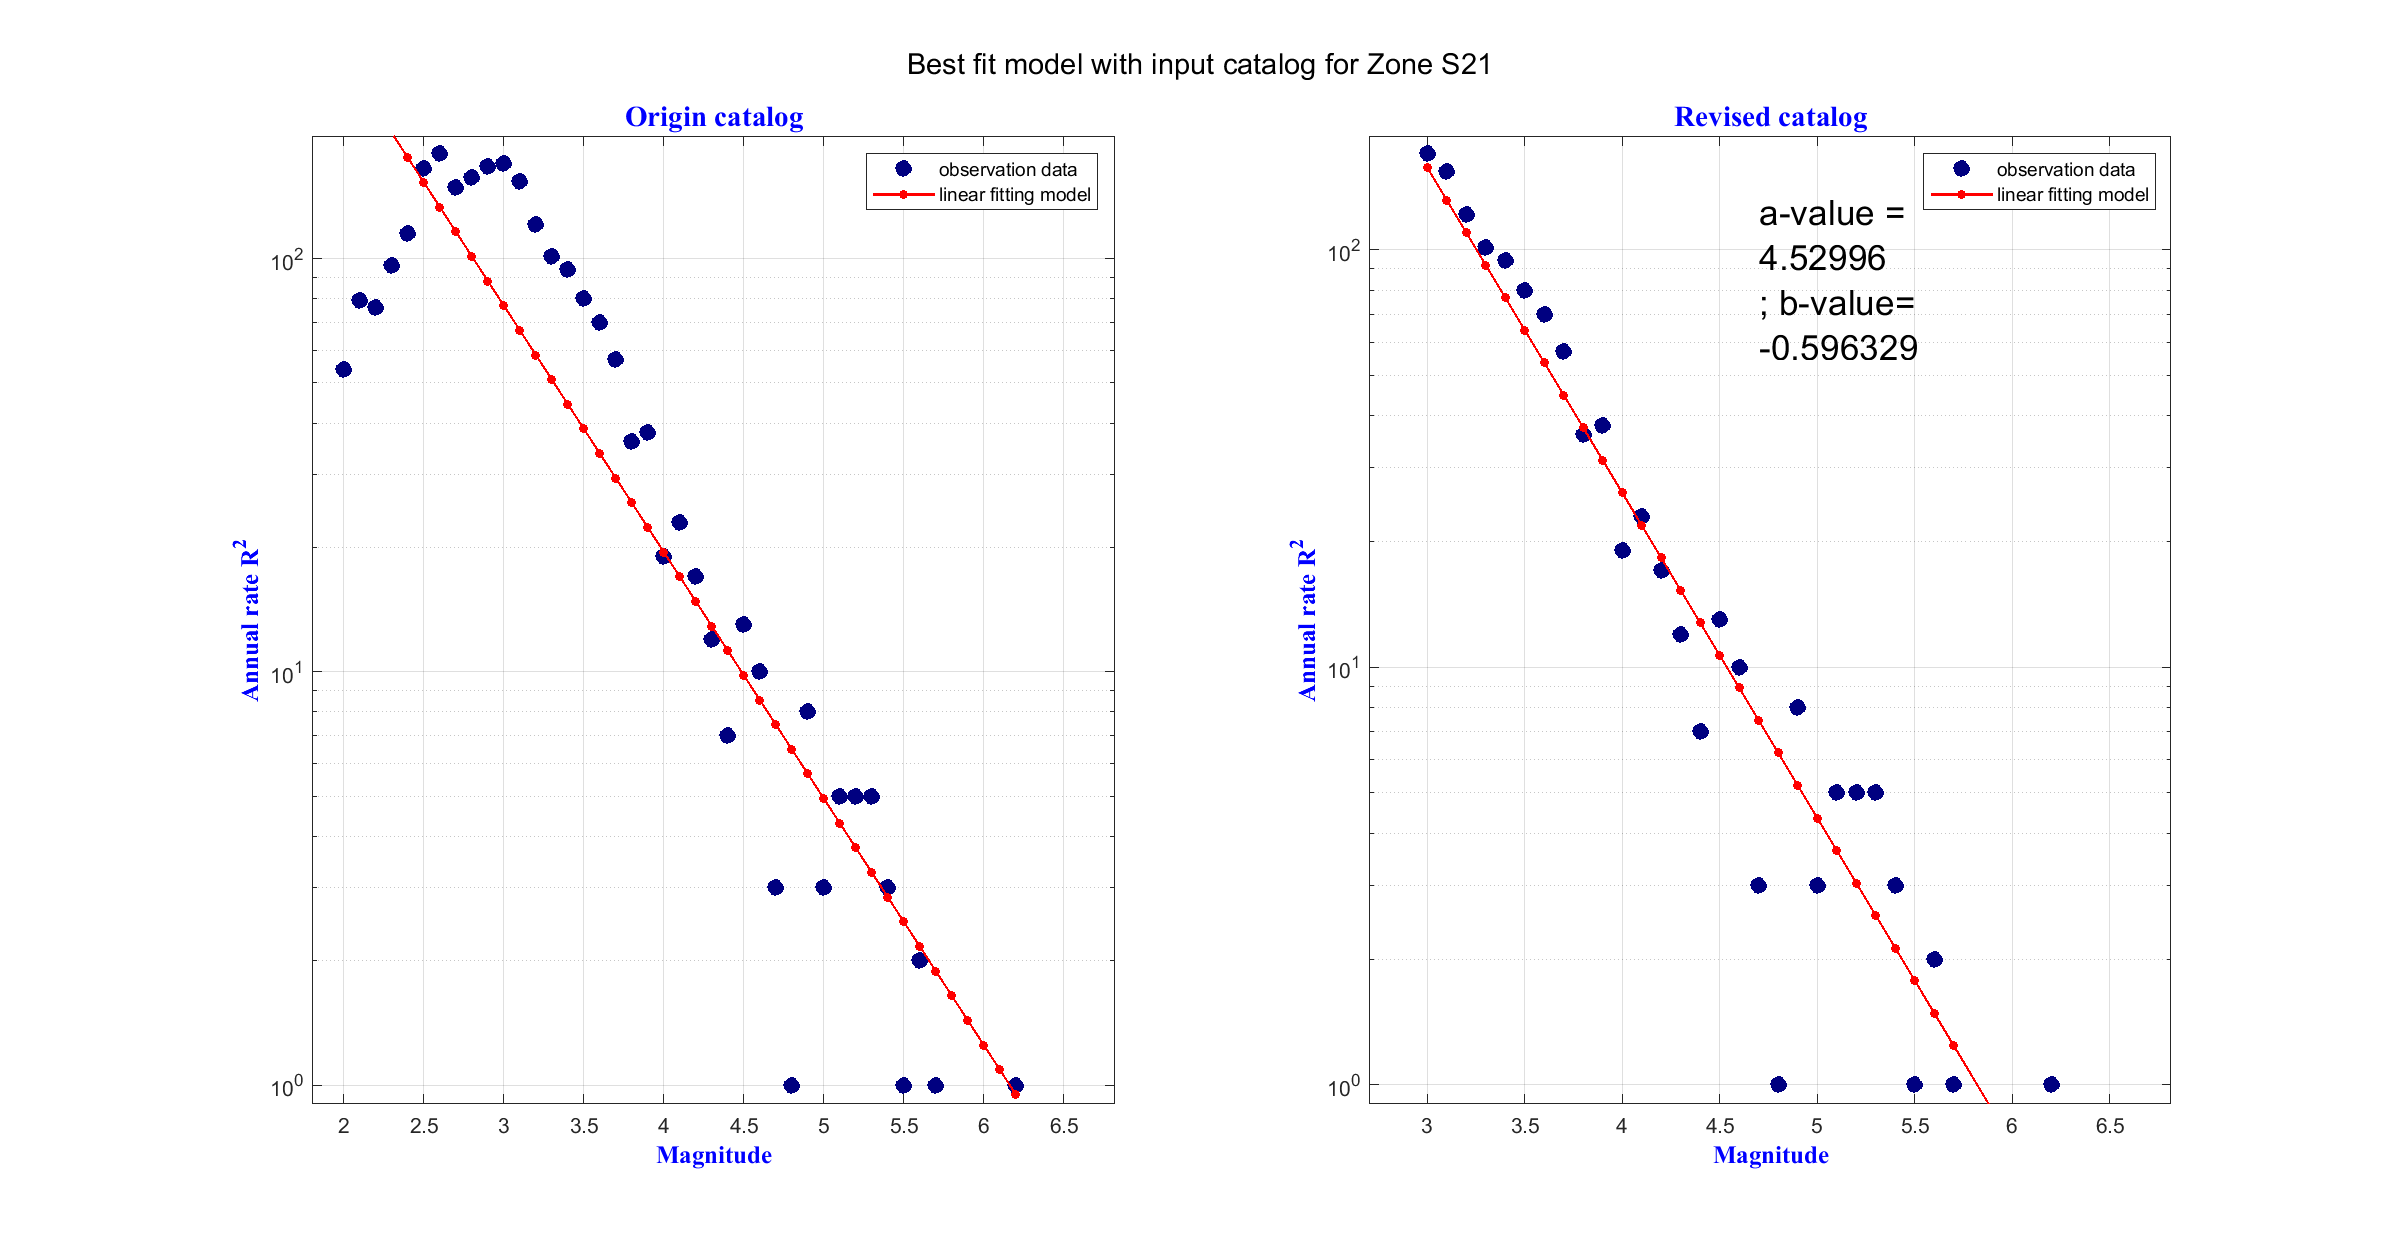 Best fit model with input catalog for Zone S21
Origin catalog
observation data
linear fitting model
10²
10¹
10⁰
Annual rate R²
2 2.5 3 3.5 4 4.5 5 5.5 6 6.5
Magnitude
Revised catalog
observation data
linear fitting model
a-value =
4.52996
; b-value=
-0.596329
10²
10¹
10⁰
Annual rate R²
3 3.5 4 4.5 5 5.5 6 6.5
Magnitude